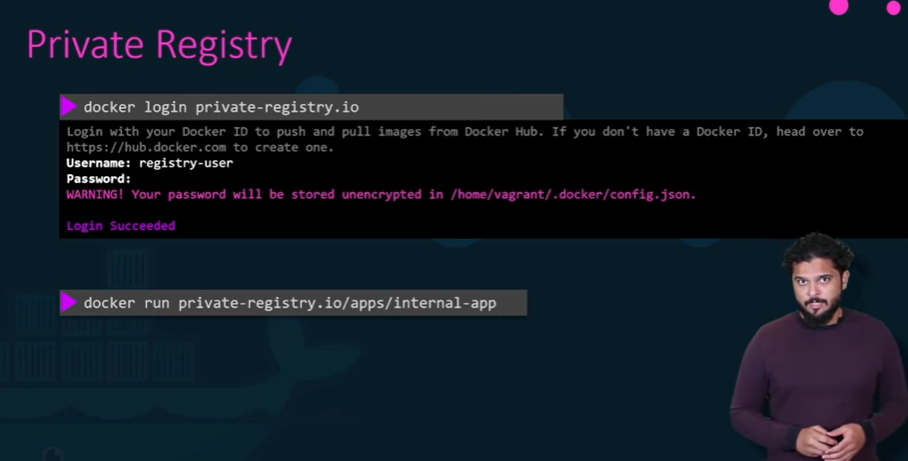 Private Registry
docker login private-registry.io
Login with your Docker ID to push and pull images from Docker Hub. If you don't have a Docker ID, head over to
https://hub.docker.com to create one.
Username: registry-user
Password:
WARNING! Your password will be stored unencrypted in /home/vagrant/.docker/config.json.
Login Succeeded
docker run private-registry.io/apps/internal-app